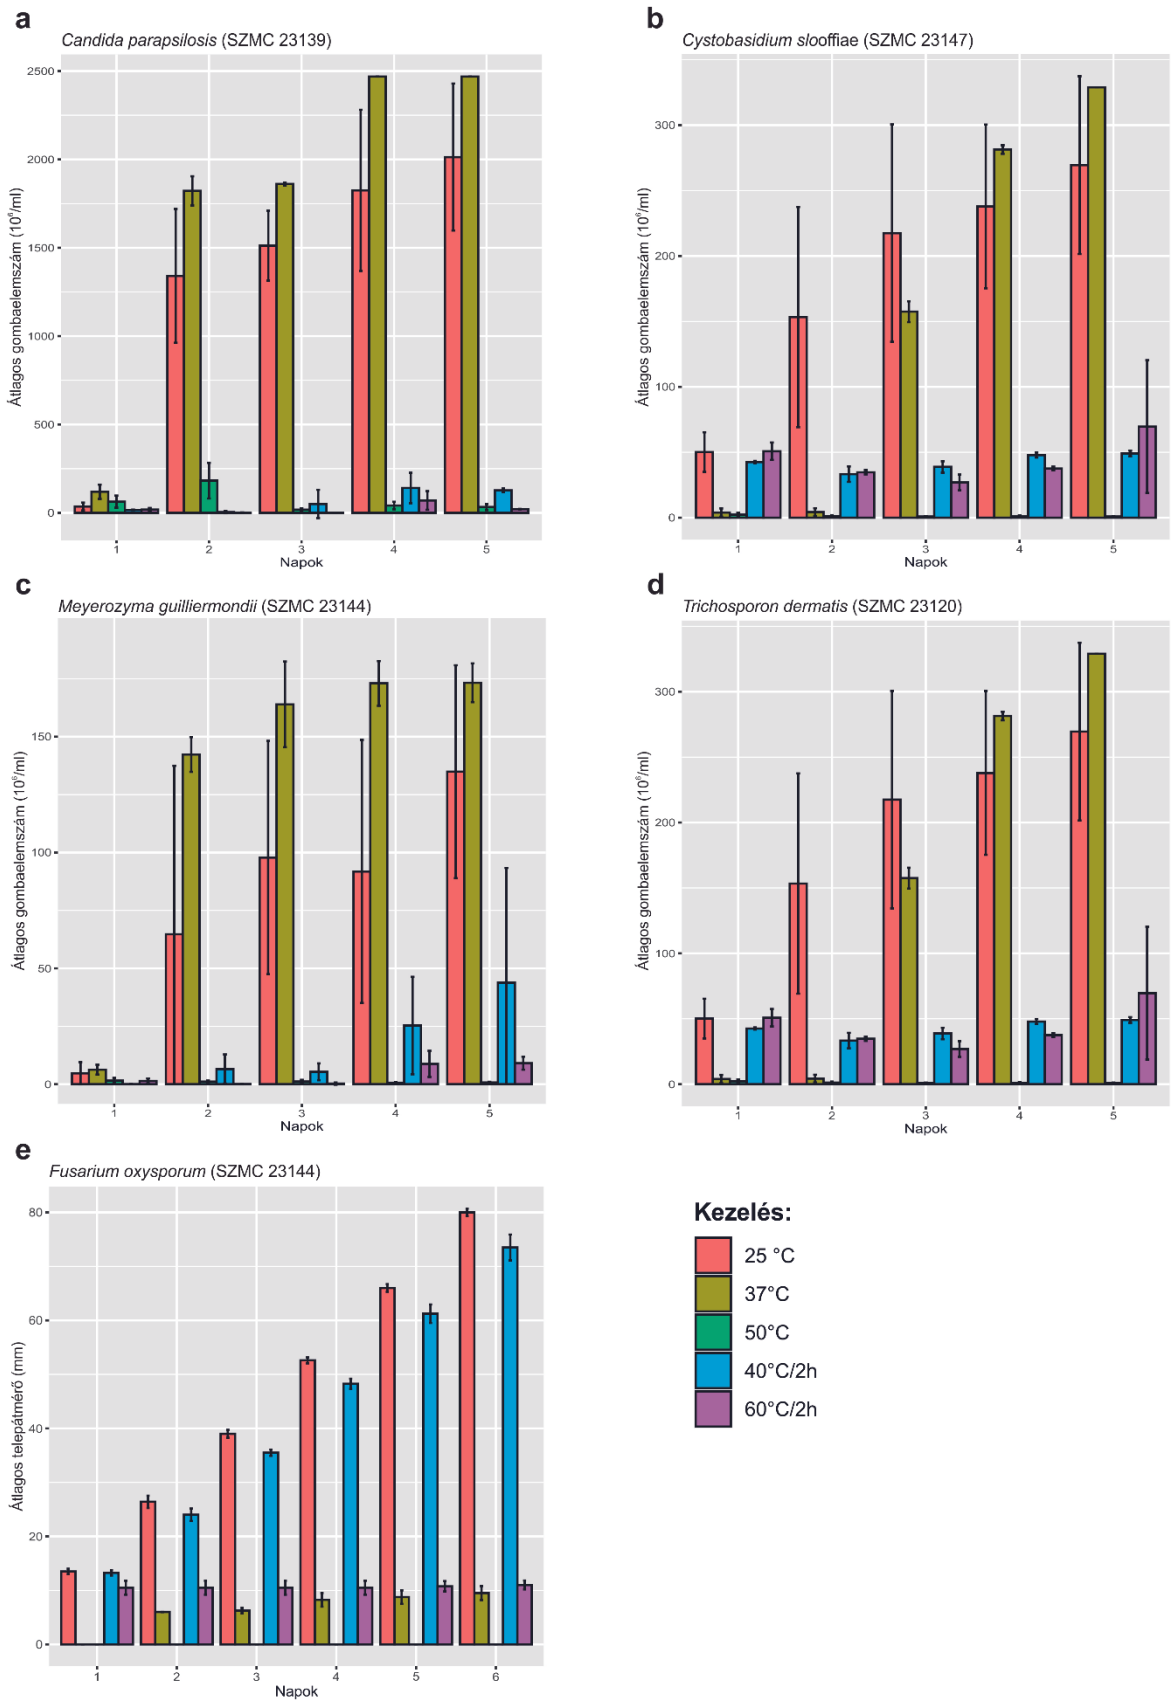 a
Candida parapsilosis (SZMC 23139)
Átlagos gombaelemszám (10⁶/ml)
2500
2000
1500
1000
500
0
1 2 3 4 5
Napok
b
Cystobasidium slooffiae (SZMC 23147)
Átlagos gombaelemszám (10⁶/ml)
300
200
100
0
1 2 3 4 5
Napok
c
Meyerozyma guilliermondii (SZMC 23144)
Átlagos gombaelemszám (10⁶/ml)
150
100
50
0
1 2 3 4 5
Napok
d
Trichosporon dermatis (SZMC 23120)
Átlagos gombaelemszám (10⁶/ml)
300
200
100
0
1 2 3 4 5
Napok
e
Fusarium oxysporum (SZMC 23144)
Átlagos telepátmérő (mm)
80
60
40
20
0
1 2 3 4 5 6
Napok
Kezelés:
25 °C
37°C
50°C
40°C/2h
60°C/2h